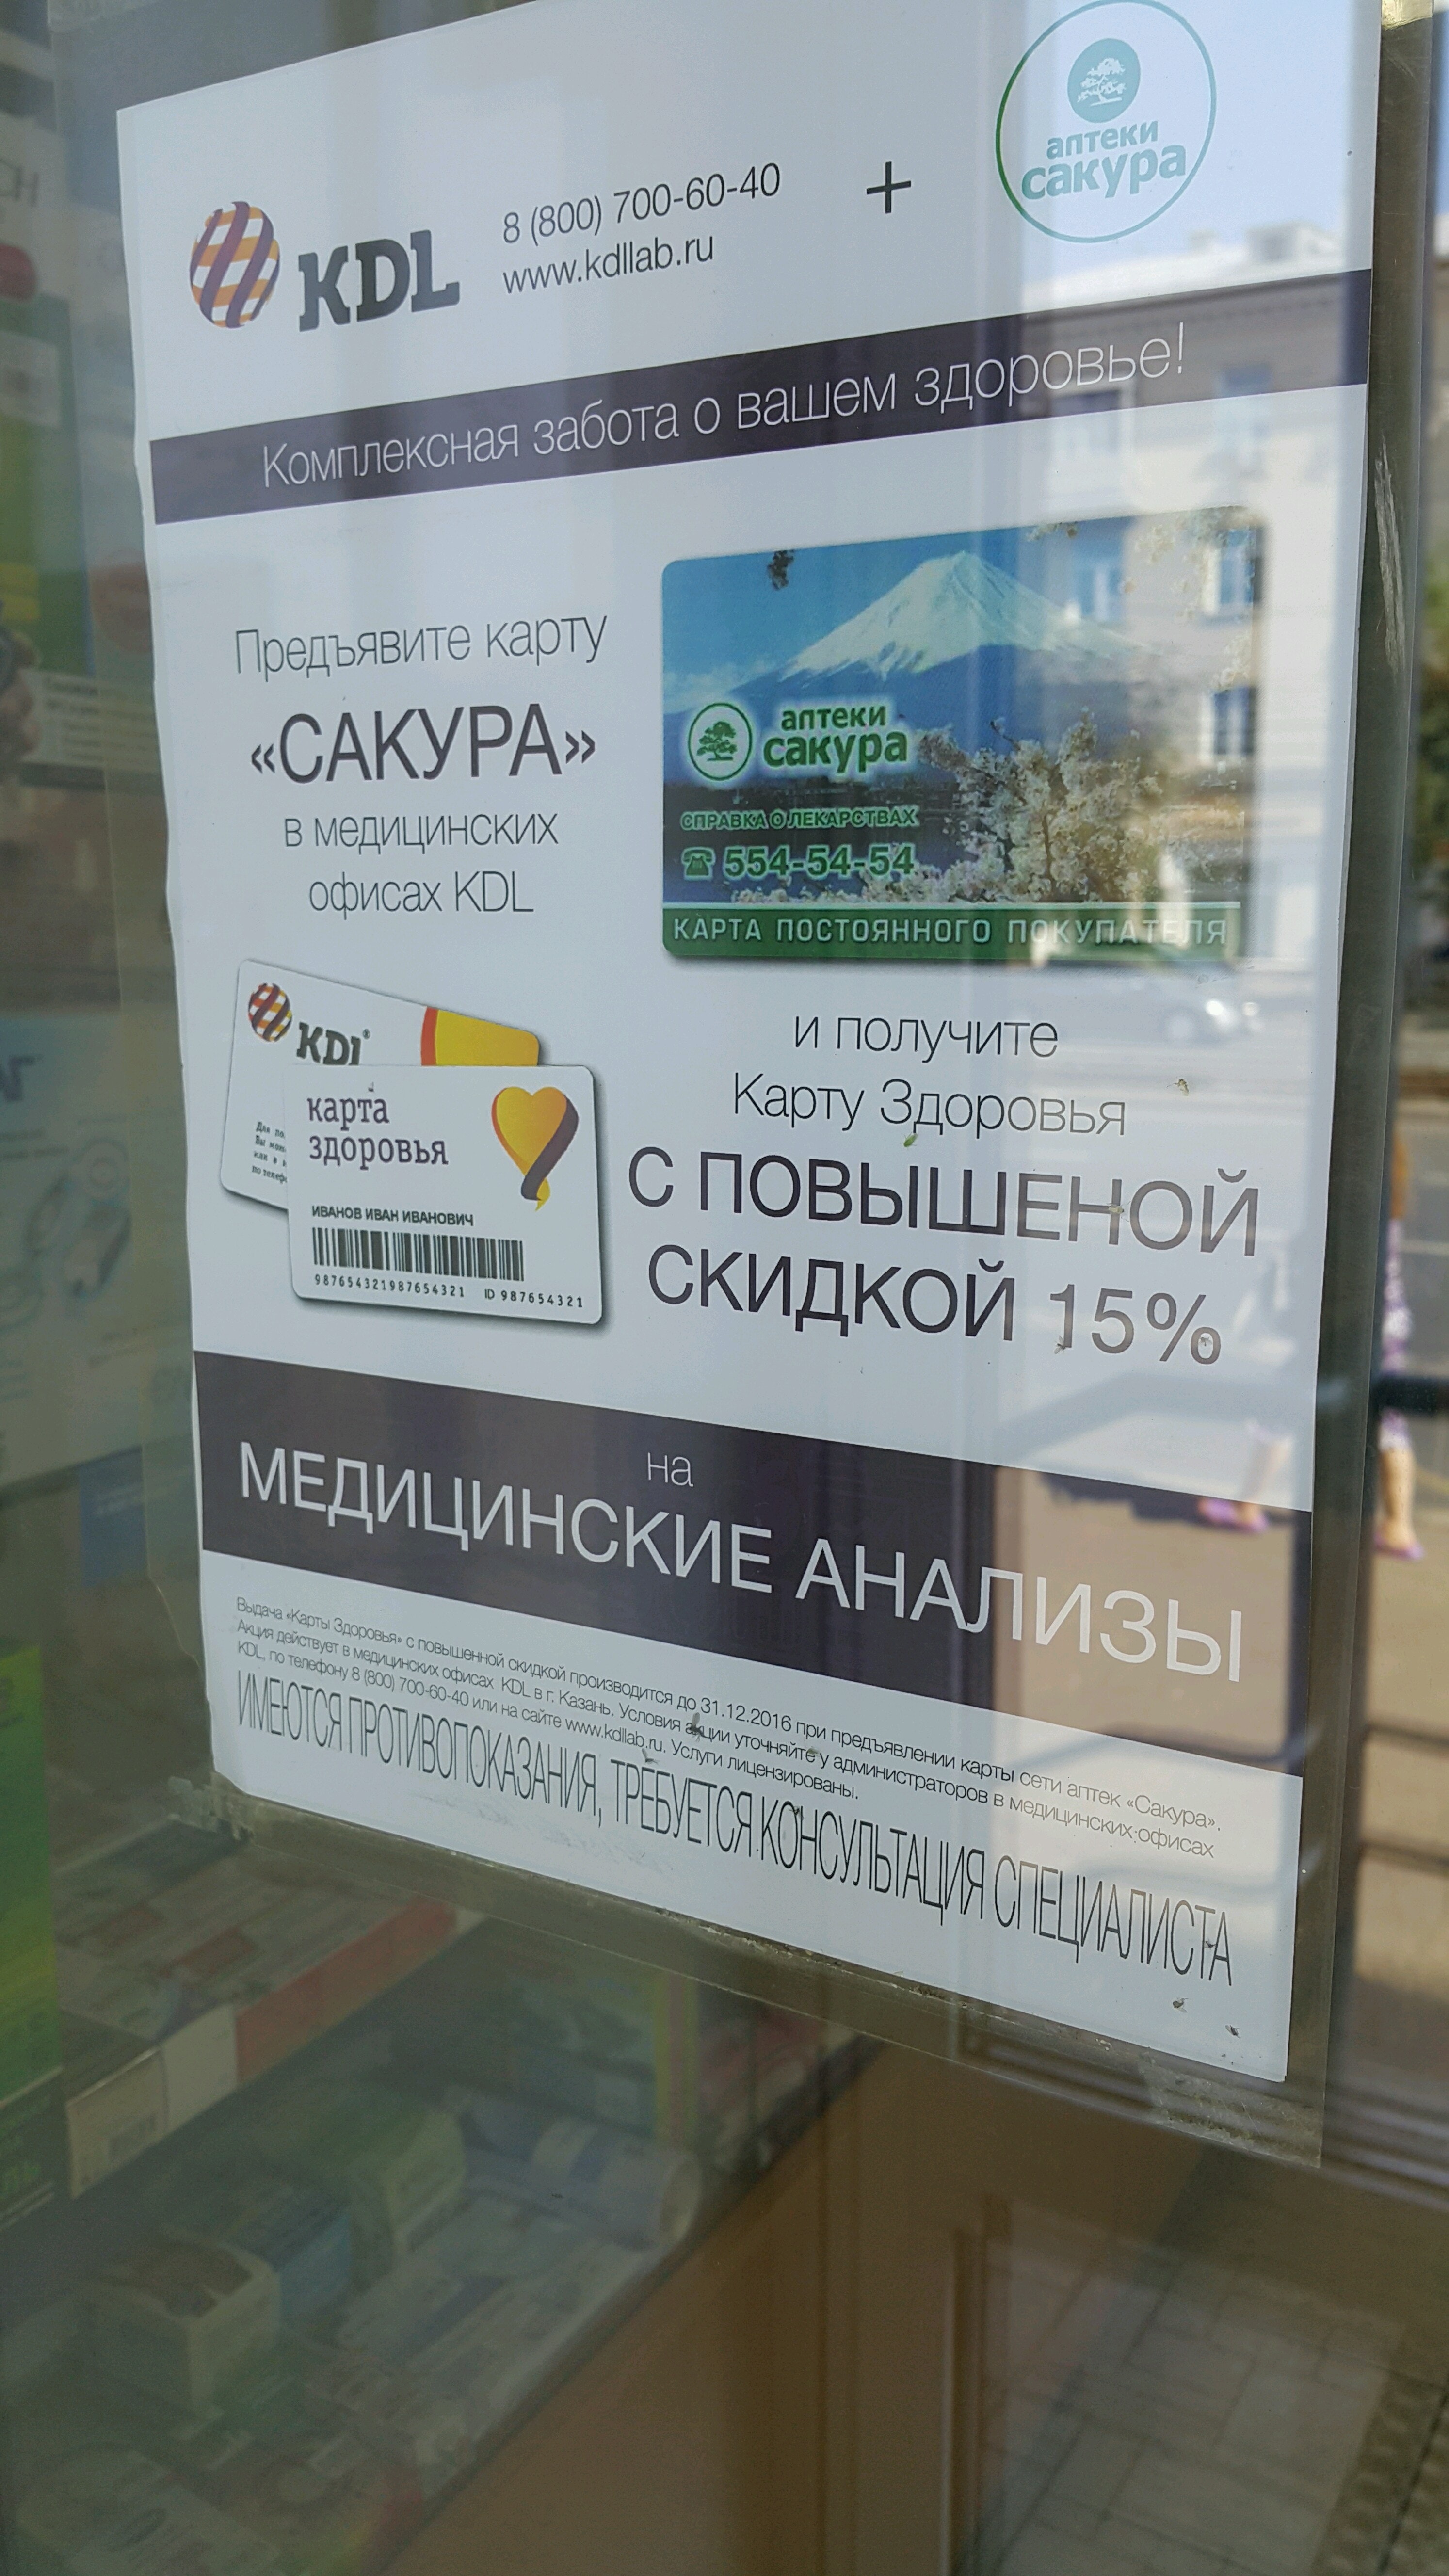 KDL
8 (800) 700-60-40
www.kdllab.ru
+
аптеки
сакура
Комплексная забота о вашем здоровье!
Предъявите карту
«САКУРА»
в медицинских
офисах KDL
аптеки
сакура
СПРАВКА О ЛЕКАРСТВАХ
☎ 554-54-54
КАРТА ПОСТОЯННОГО ПОКУПАТЕЛЯ
KDL®
карта
здоровья
ИВАНОВ ИВАН ИВАНОВИЧ
987654321987654321 ID 987654321
и получите
Карту Здоровья
С ПОВЫШЕНОЙ
СКИДКОЙ 15%
на
МЕДИЦИНСКИЕ АНАЛИЗЫ
Выдача «Карты Здоровья» с повышенной скидкой производится до 31.12.2016 при предъявлении карты сети аптек «Сакура».
Акция действует в медицинских офисах KDL в г. Казань. Условия акции уточняйте у администраторов в медицинских офисах
KDL, по телефону 8 (800) 700-60-40 или на сайте www.kdllab.ru. Услуги лицензированы.
ИМЕЮТСЯ ПРОТИВОПОКАЗАНИЯ, ТРЕБУЕТСЯ КОНСУЛЬТАЦИЯ СПЕЦИАЛИСТА